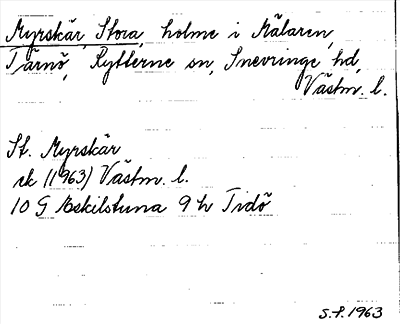 Myrskär, Stora, holme i Mälaren,
Tärnö, Rytterne sn, Snevringe hd,
Västm. l.
St. Myrskär
ek (1963) Västm. l.
10 G Eskilstuna 9 h Tidö
S.F. 1963